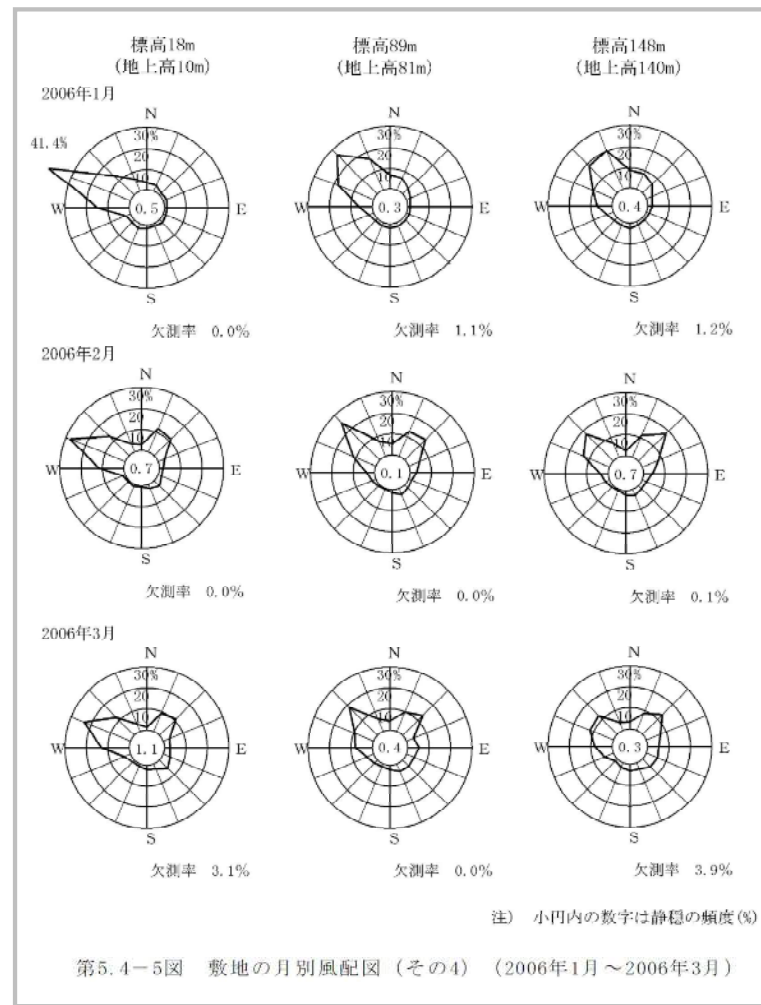 標高18m 標高89m 標高148m
(地上高10m) (地上高81m) (地上高140m)
2006年1月
N N N
41.4% 30% 30% 30%
20 20 20
10 10 10
W 0.5 E W 0.3 E W 0.4 E
S S S
欠測率 0.0% 欠測率 1.1% 欠測率 1.2%
2006年2月
N N N
30% 30% 30%
20 20 20
10 10 10
W 0.7 E W 0.1 E W 0.7 E
S S S
欠測率 0.0% 欠測率 0.0% 欠測率 0.1%
2006年3月
N N N
30% 30% 30%
20 20 20
10 10 10
W 1.1 E W 0.4 E W 0.3 E
S S S
欠測率 3.1% 欠測率 0.0% 欠測率 3.9%
注) 小円内の数字は静穏の頻度(%)
第5.4-5図 敷地の月別風配図 (その4) (2006年1月~2006年3月)